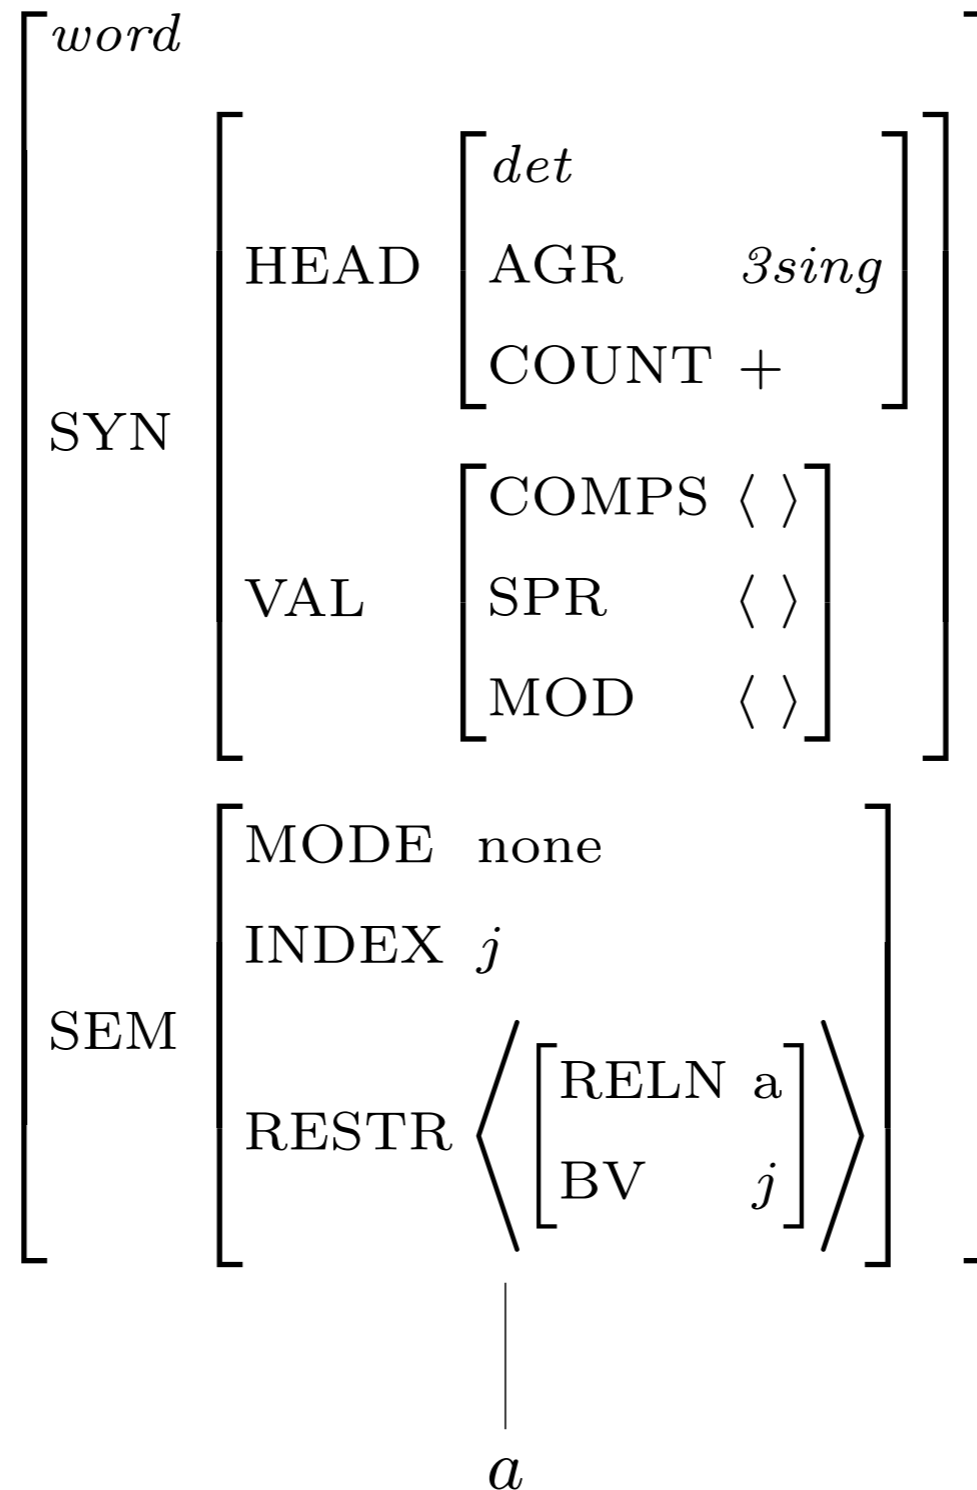 word
det
HEAD AGR 3sing
COUNT +
SYN
COMPS ⟨ ⟩
VAL SPR ⟨ ⟩
MOD ⟨ ⟩
MODE none
INDEX j
SEM
RELN a
RESTR
BV j
a